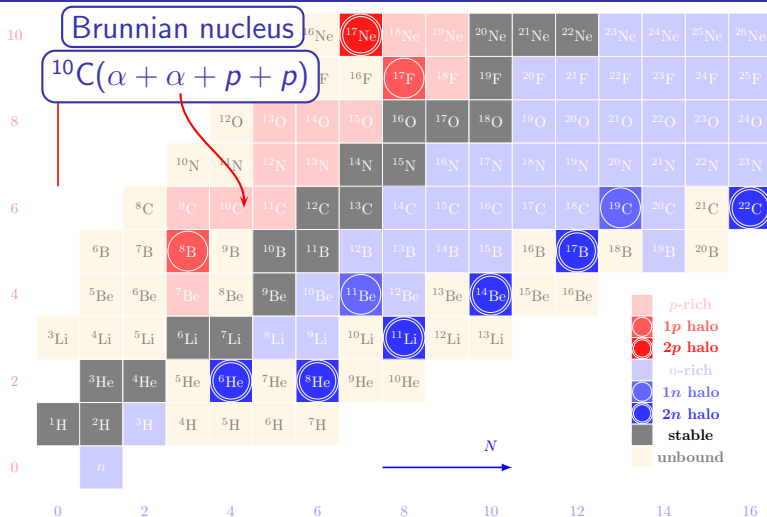 Brunnian nucleus
¹⁰C(α + α + p + p)
10 ¹⁶Ne ¹⁷Ne ¹⁸Ne ¹⁹Ne ²⁰Ne ²¹Ne ²²Ne ²³Ne ²⁴Ne ²⁵Ne ²⁶Ne
F ¹⁶F ¹⁷F ¹⁸F ¹⁹F ²⁰F ²¹F ²²F ²³F ²⁴F ²⁵F
8 ¹²O ¹³O ¹⁴O ¹⁵O ¹⁶O ¹⁷O ¹⁸O ¹⁹O ²⁰O ²¹O ²²O ²³O ²⁴O
¹⁰N ¹¹N ¹²N ¹³N ¹⁴N ¹⁵N ¹⁶N ¹⁷N ¹⁸N ¹⁹N ²⁰N ²¹N ²²N ²³N
6 ⁸C ⁹C ¹⁰C ¹¹C ¹²C ¹³C ¹⁴C ¹⁵C ¹⁶C ¹⁷C ¹⁸C ¹⁹C ²⁰C ²¹C ²²C
⁶B ⁷B ⁸B ⁹B ¹⁰B ¹¹B ¹²B ¹³B ¹⁴B ¹⁵B ¹⁶B ¹⁷B ¹⁸B ¹⁹B ²⁰B
4 ⁵Be ⁶Be ⁷Be ⁸Be ⁹Be ¹⁰Be ¹¹Be ¹²Be ¹³Be ¹⁴Be ¹⁵Be ¹⁶Be
³Li ⁴Li ⁵Li ⁶Li ⁷Li ⁸Li ⁹Li ¹⁰Li ¹¹Li ¹²Li ¹³Li
2 ³He ⁴He ⁵He ⁶He ⁷He ⁸He ⁹He ¹⁰He
¹H ²H ³H ⁴H ⁵H ⁶H ⁷H
0 n
N
p-rich
1p halo
2p halo
n-rich
1n halo
2n halo
stable
unbound
0 2 4 6 8 10 12 14 16